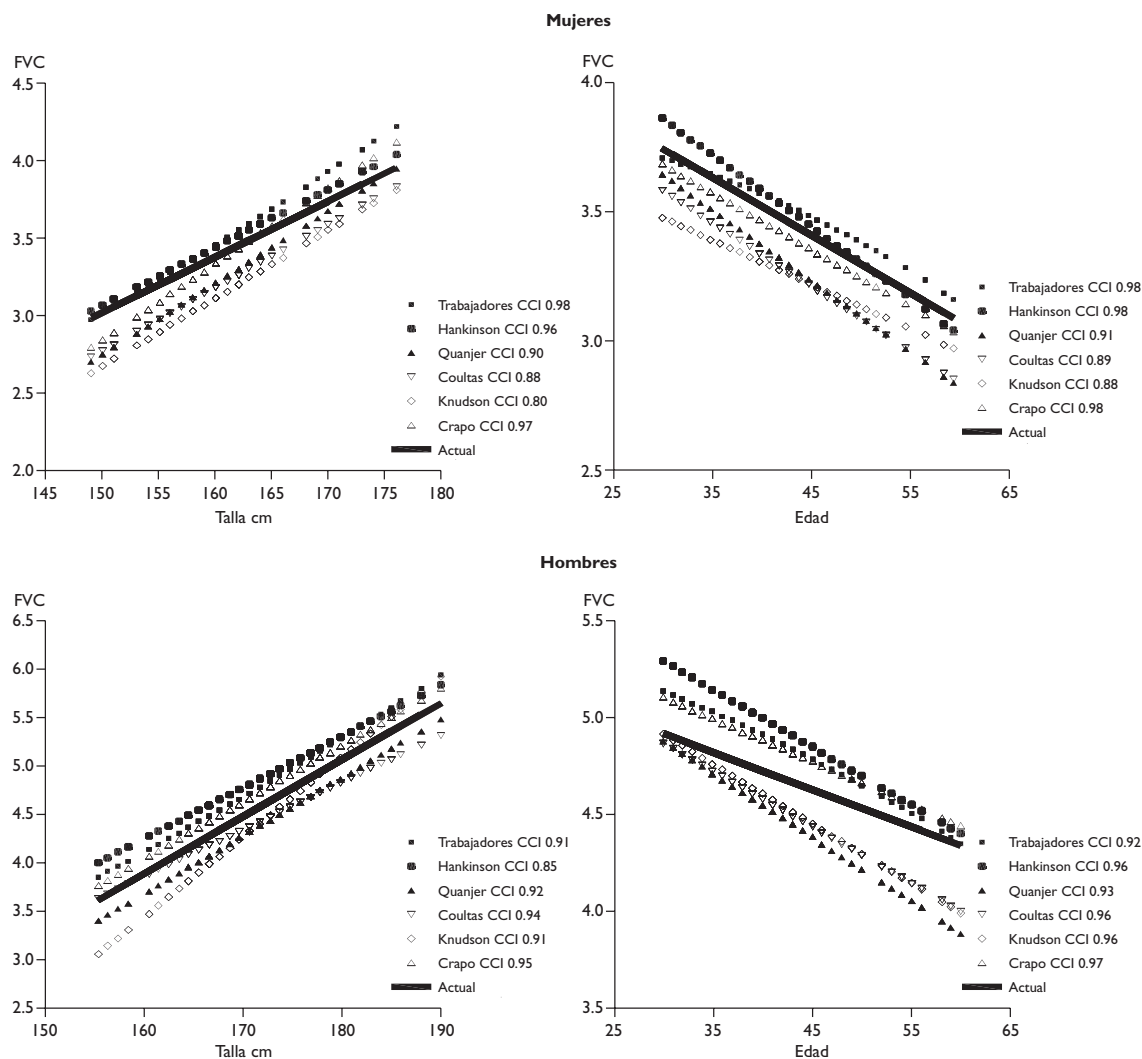 Mujeres
FVC
4.5
4.0
3.5
3.0
2.5
2.0
145 150 155 160 165 170 175 180
Talla cm
Trabajadores CCI 0.98
Hankinson CCI 0.96
Quanjer CCI 0.90
Coultas CCI 0.88
Knudson CCI 0.80
Crapo CCI 0.97
Actual
FVC
4.0
3.5
3.0
2.5
25 35 45 55 65
Edad
Trabajadores CCI 0.98
Hankinson CCI 0.98
Quanjer CCI 0.91
Coultas CCI 0.89
Knudson CCI 0.88
Crapo CCI 0.98
Actual
Hombres
FVC
6.5
6.0
5.5
5.0
4.5
4.0
3.5
3.0
2.5
150 160 170 180 190
Talla cm
Trabajadores CCI 0.91
Hankinson CCI 0.85
Quanjer CCI 0.92
Coultas CCI 0.94
Knudson CCI 0.91
Crapo CCI 0.95
Actual
FVC
5.5
5.0
4.5
4.0
3.5
25 35 45 55 65
Edad
Trabajadores CCI 0.92
Hankinson CCI 0.96
Quanjer CCI 0.93
Coultas CCI 0.96
Knudson CCI 0.96
Crapo CCI 0.97
Actual